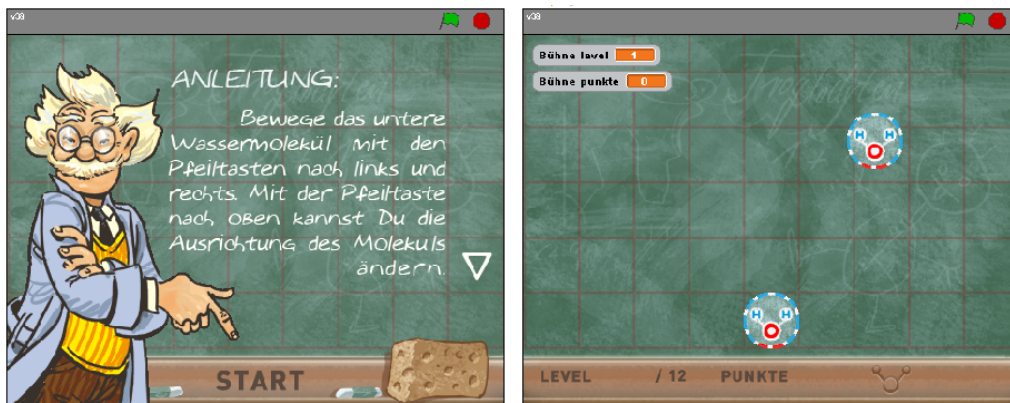 v38
ANLEITUNG:
Bewege das untere
Wassermolekül mit den
Pfeiltasten nach links und
rechts. Mit der Pfeiltaste
nach oben kannst Du die
Ausrichtung des Moleküls
ändern.
START
v38
Bühne level 1
Bühne punkte 0
H H
O
H H
O
LEVEL / 12 PUNKTE